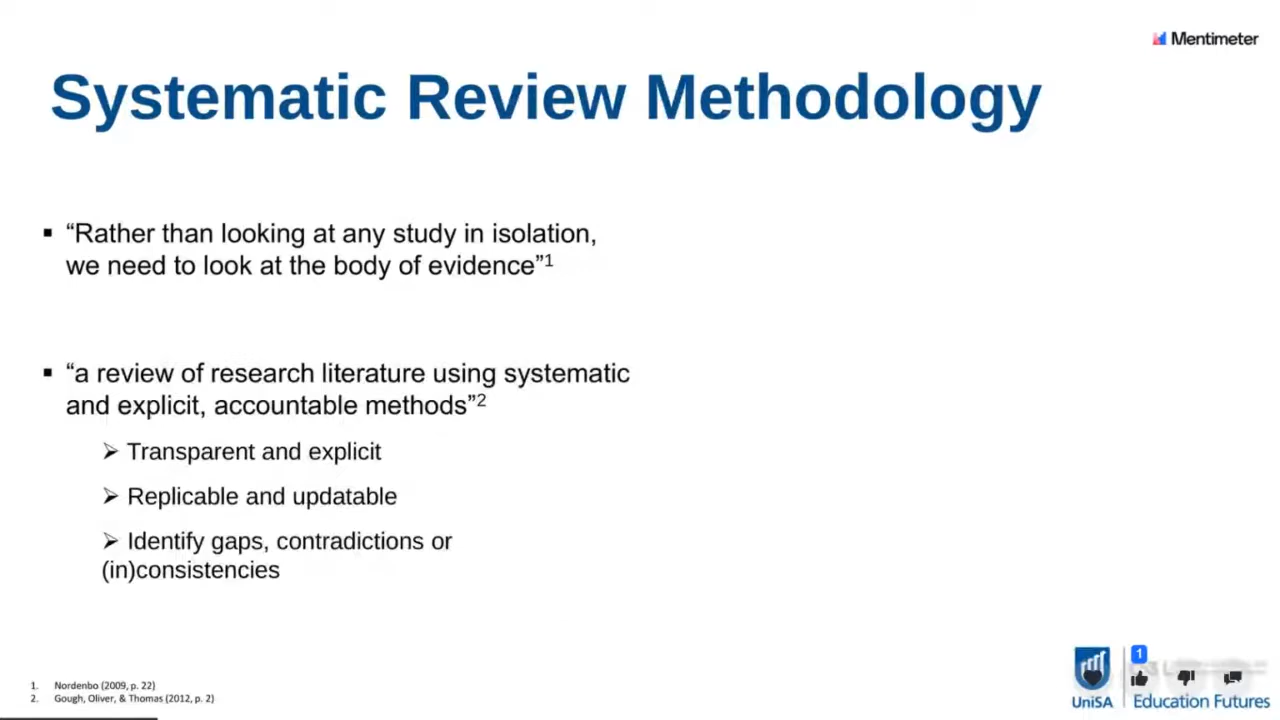 Mentimeter
Systematic Review Methodology
▪ “Rather than looking at any study in isolation,
we need to look at the body of evidence”1
▪ “a review of research literature using systematic
and explicit, accountable methods”2
➢ Transparent and explicit
➢ Replicable and updatable
➢ Identify gaps, contradictions or
(in)consistencies
1. Nordenbo (2009, p. 22)
2. Gough, Oliver, & Thomas (2012, p. 2)
1
UniSA
Education Futures